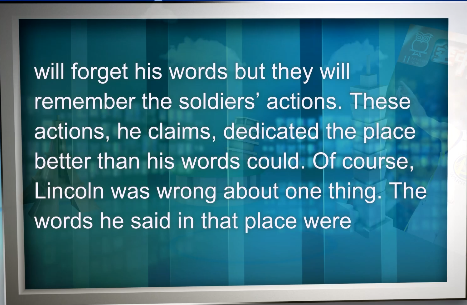 will forget his words but they will
remember the soldiers' actions. These
actions, he claims, dedicated the place
better than his words could. Of course,
Lincoln was wrong about one thing. The
words he said in that place were